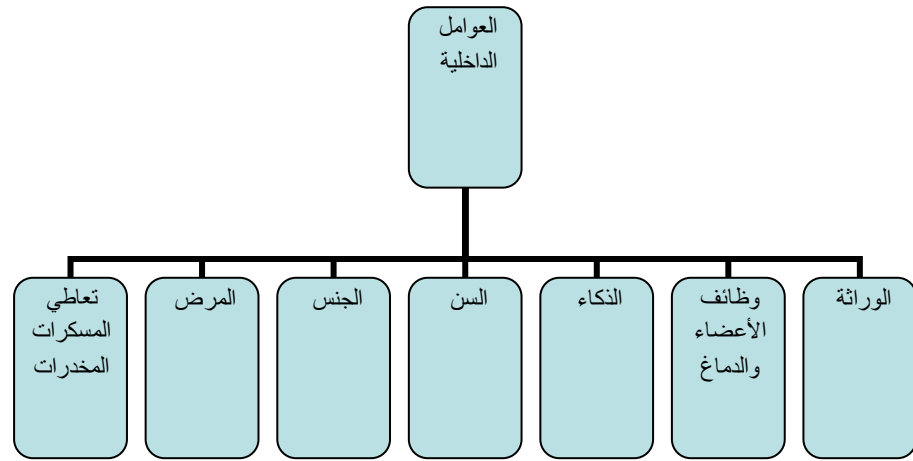 العوامل
الداخلية
الوراثة
وظائف
الأعضاء
والدماغ
الذكاء
السن
الجنس
المرض
تعاطي
المسكرات
المخدرات